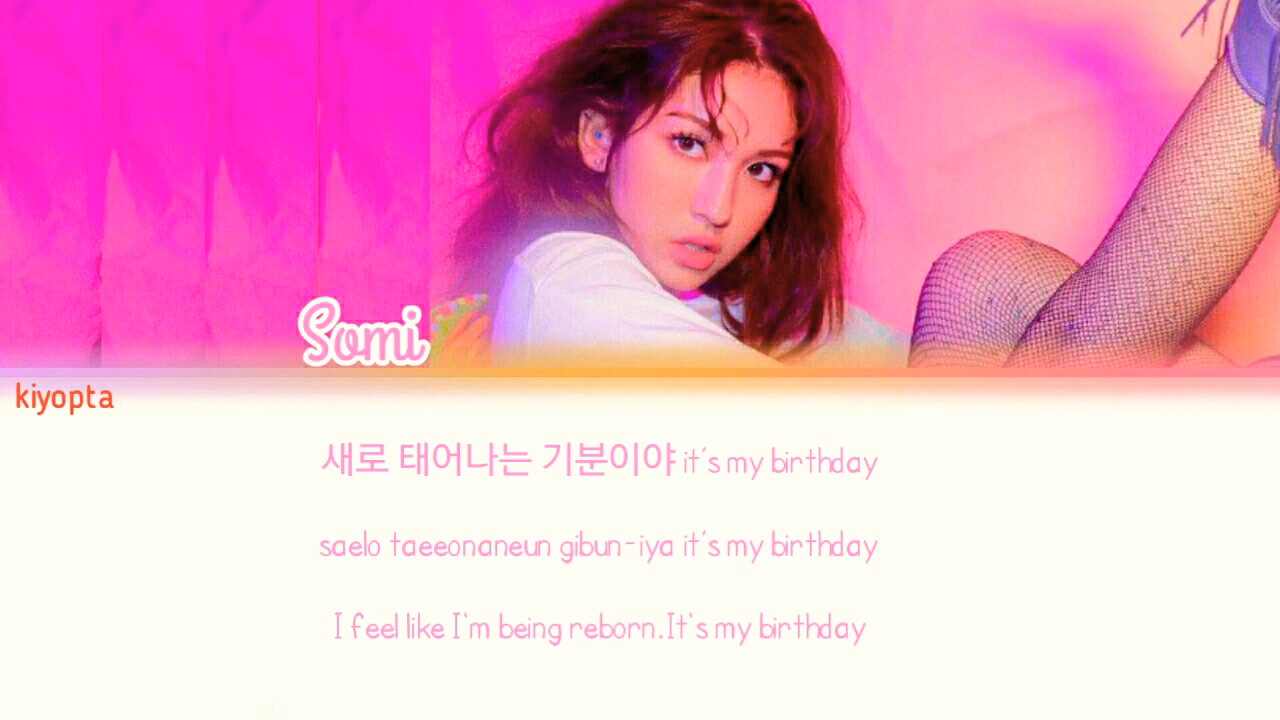 Somi
kiyopta
새로 태어나는 기분이야 it's my birthday
saelo taeeonaneun gibun-iya it's my birthday
I feel like I'm being reborn.It's my birthday